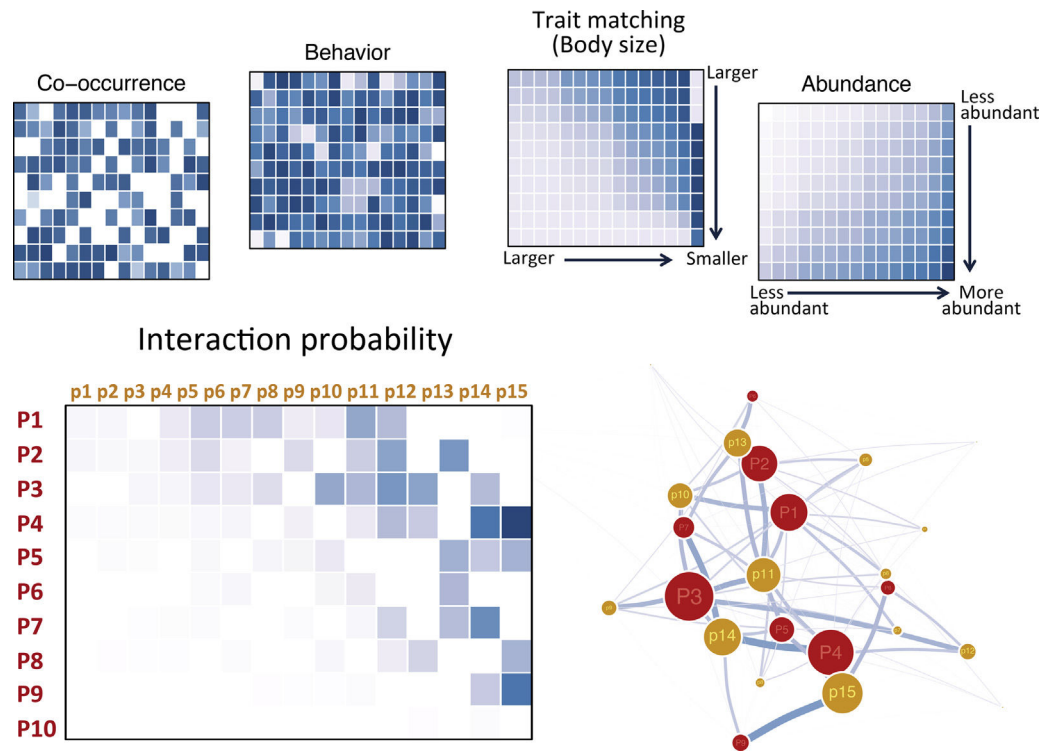 Co-occurrence
Behavior
Trait matching
(Body size)
Larger
Larger
Smaller
Abundance
Less
abundant
Less
abundant
More
abundant
Interaction probability
p1 p2 p3 p4 p5 p6 p7 p8 p9 p10 p11 p12 p13 p14 p15
P1
P2
P3
P4
P5
P6
P7
P8
P9
P10
p13
P2
p10
P1
P7
p11
P3
p14
P5
P4
p12
p15